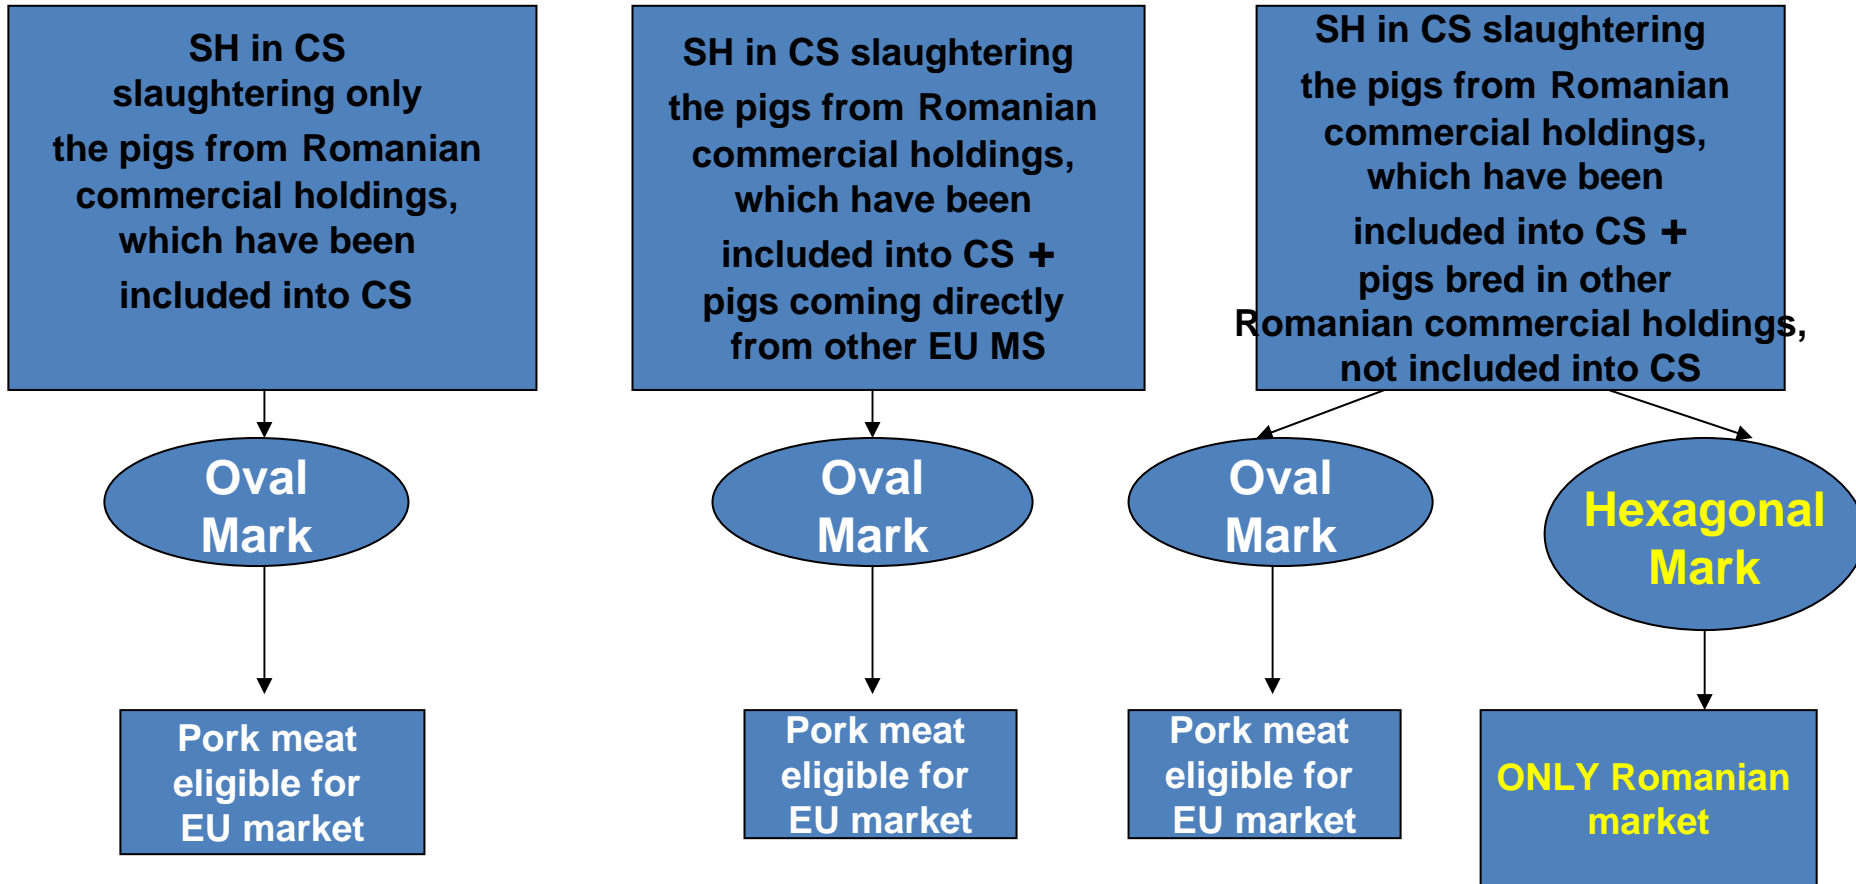 SH in CS
slaughtering only
the pigs from Romanian
commercial holdings,
which have been
included into CS
SH in CS slaughtering
the pigs from Romanian
commercial holdings,
which have been
included into CS +
pigs coming directly
from other EU MS
SH in CS slaughtering
the pigs from Romanian
commercial holdings,
which have been
included into CS +
pigs bred in other
Romanian commercial holdings,
not included into CS
Oval
Mark
Oval
Mark
Oval
Mark
Hexagonal
Mark
Pork meat
eligible for
EU market
Pork meat
eligible for
EU market
Pork meat
eligible for
EU market
ONLY Romanian
market